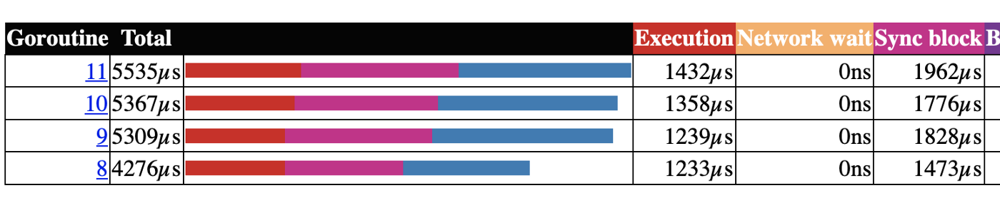 Goroutine Total Execution Network wait Sync block B
11 5535µs 1432µs 0ns 1962µs
10 5367µs 1358µs 0ns 1776µs
9 5309µs 1239µs 0ns 1828µs
8 4276µs 1233µs 0ns 1473µs